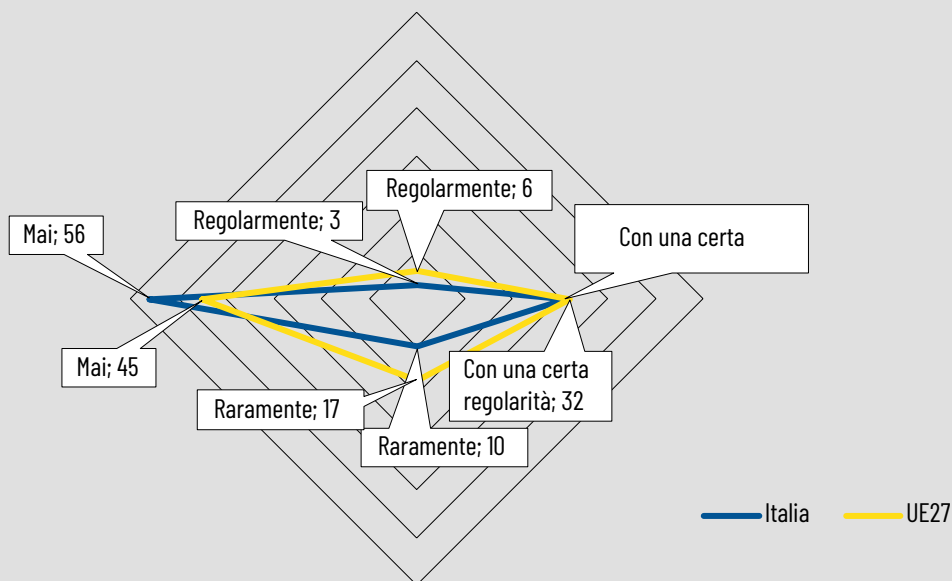 Regolarmente; 6
Regolarmente; 3
Con una certa
Mai; 56
Mai; 45
Con una certa
regolarità; 32
Raramente; 17
Raramente; 10
Italia
UE27